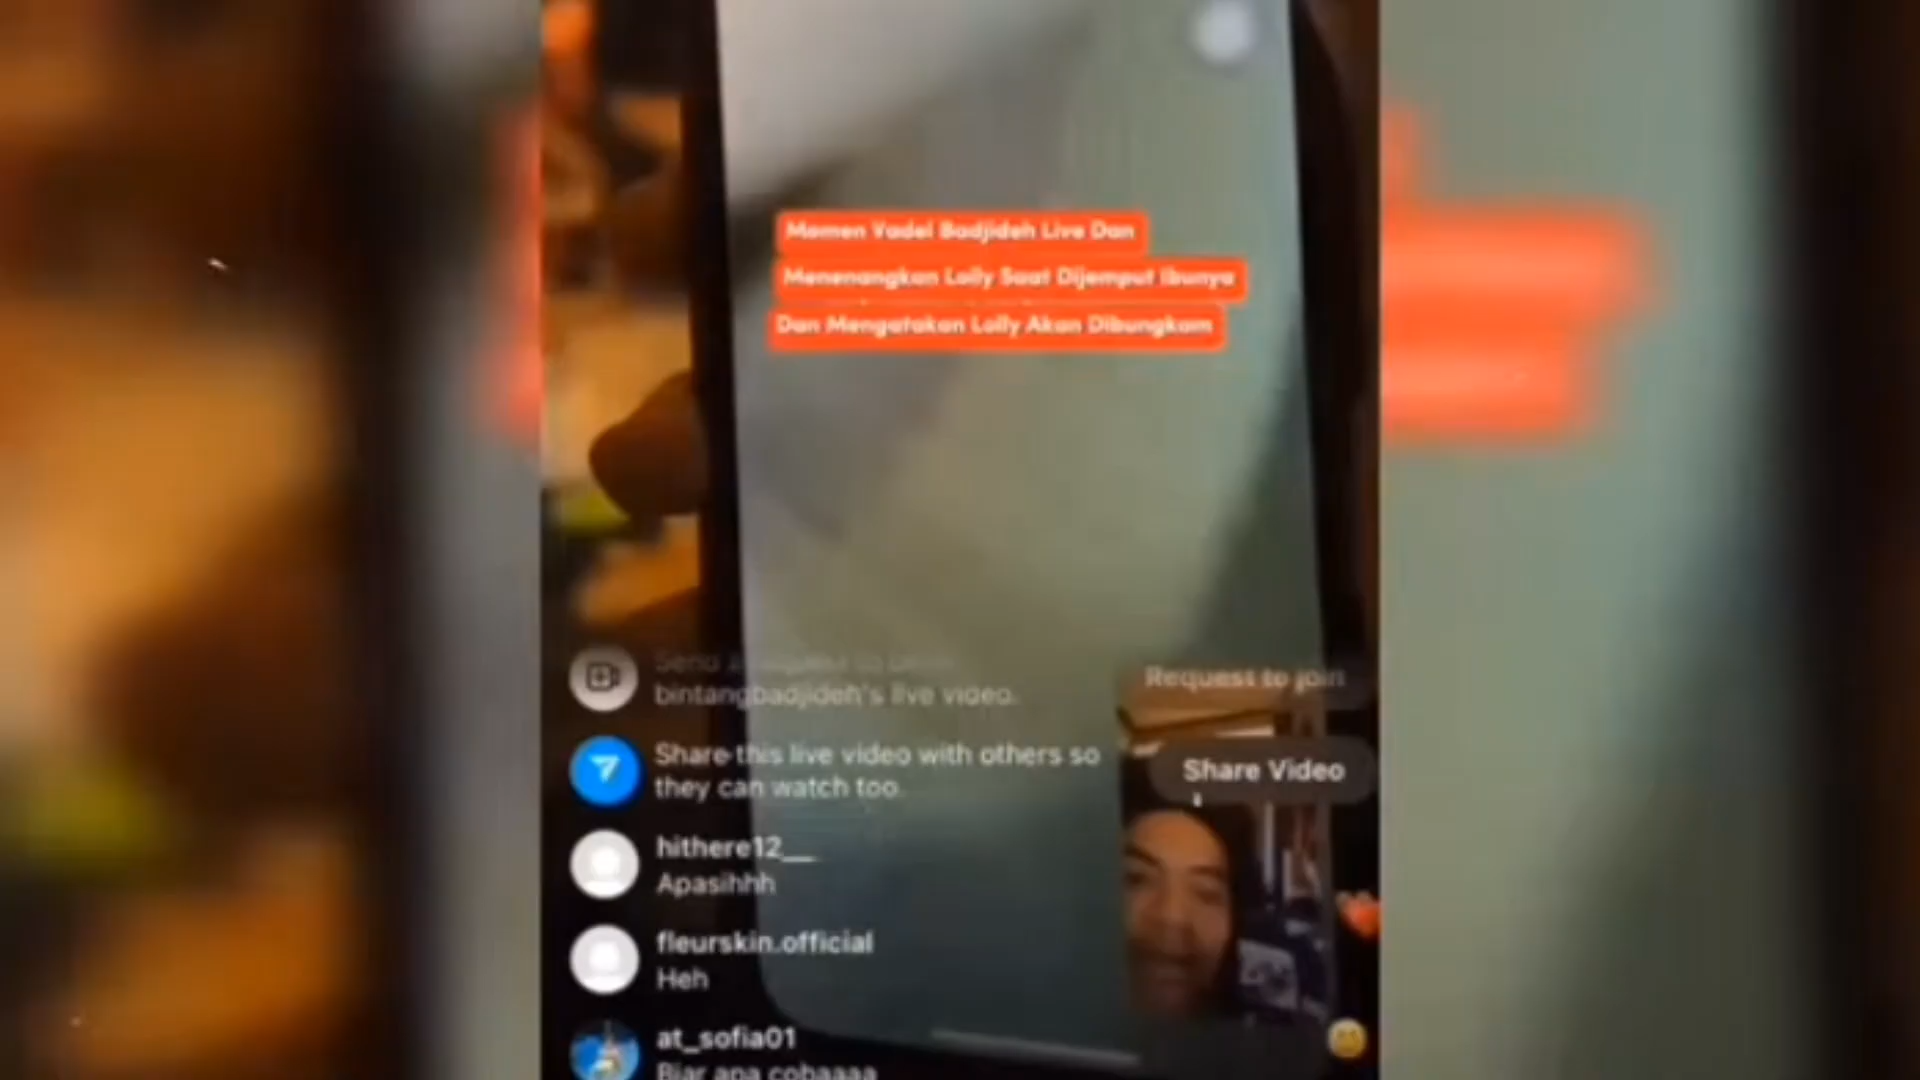 Momen Vadel Badjideh Live Dan
Menenangkan Lolly Saat Dijemput Ibunya
Dan Mengatakan Lolly Akan Dibungkam
Send a request to
bintangbadjideh's live video.
Request to join
Share this live video with others so
they can watch too.
Share Video
hithere12__
Apasihhh
fleurskin.official
Heh
at_sofia01
Biar apa cobaaaa